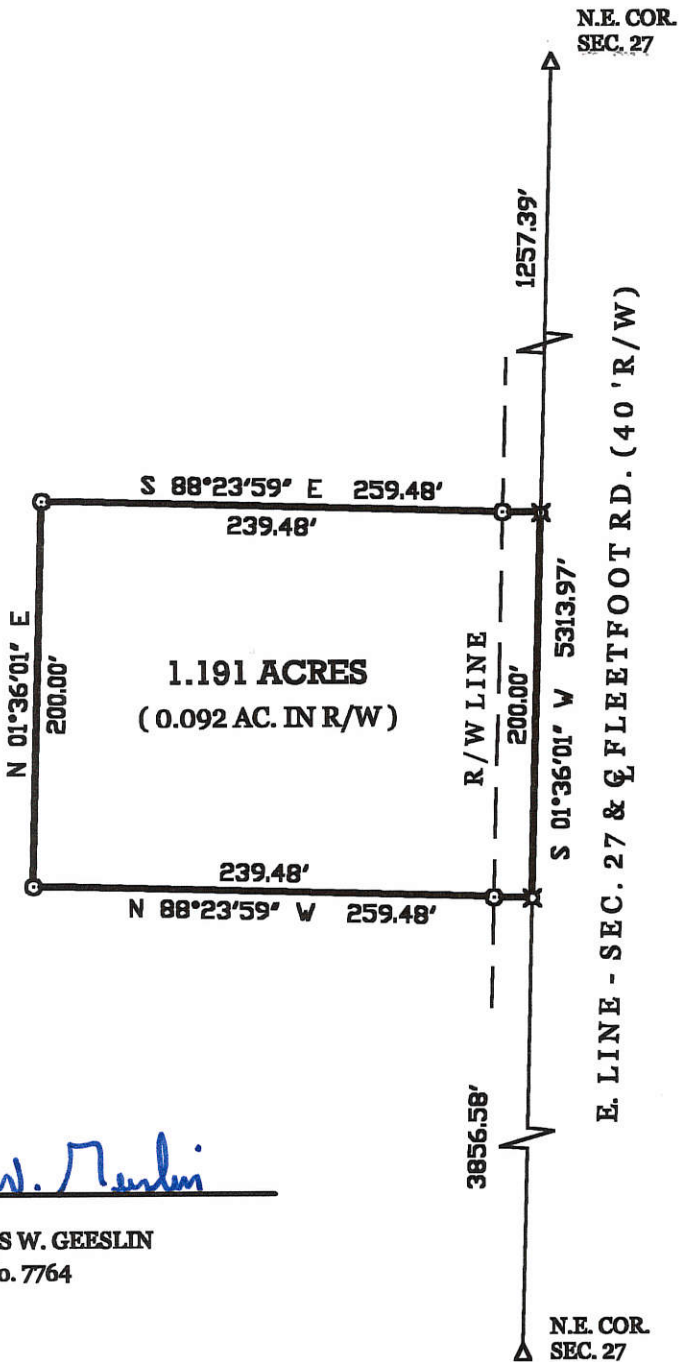 N.E. COR.
SEC. 27
1257.39'
S 88°23'59" E 259.48'
239.48'
N 01°36'01" E
200.00'
1.191 ACRES
( 0.092 AC. IN R/W )
R/W LINE
200.00'
S 01°36'01" W 5313.97'
E. LINE - SEC. 27 & ℄ FLEETFOOT RD. (40 'R/W)
239.48'
N 88°23'59" W 259.48'
3856.58'
W. Geeslin
S W. GEESLIN
o. 7764
N.E. COR.
SEC. 27